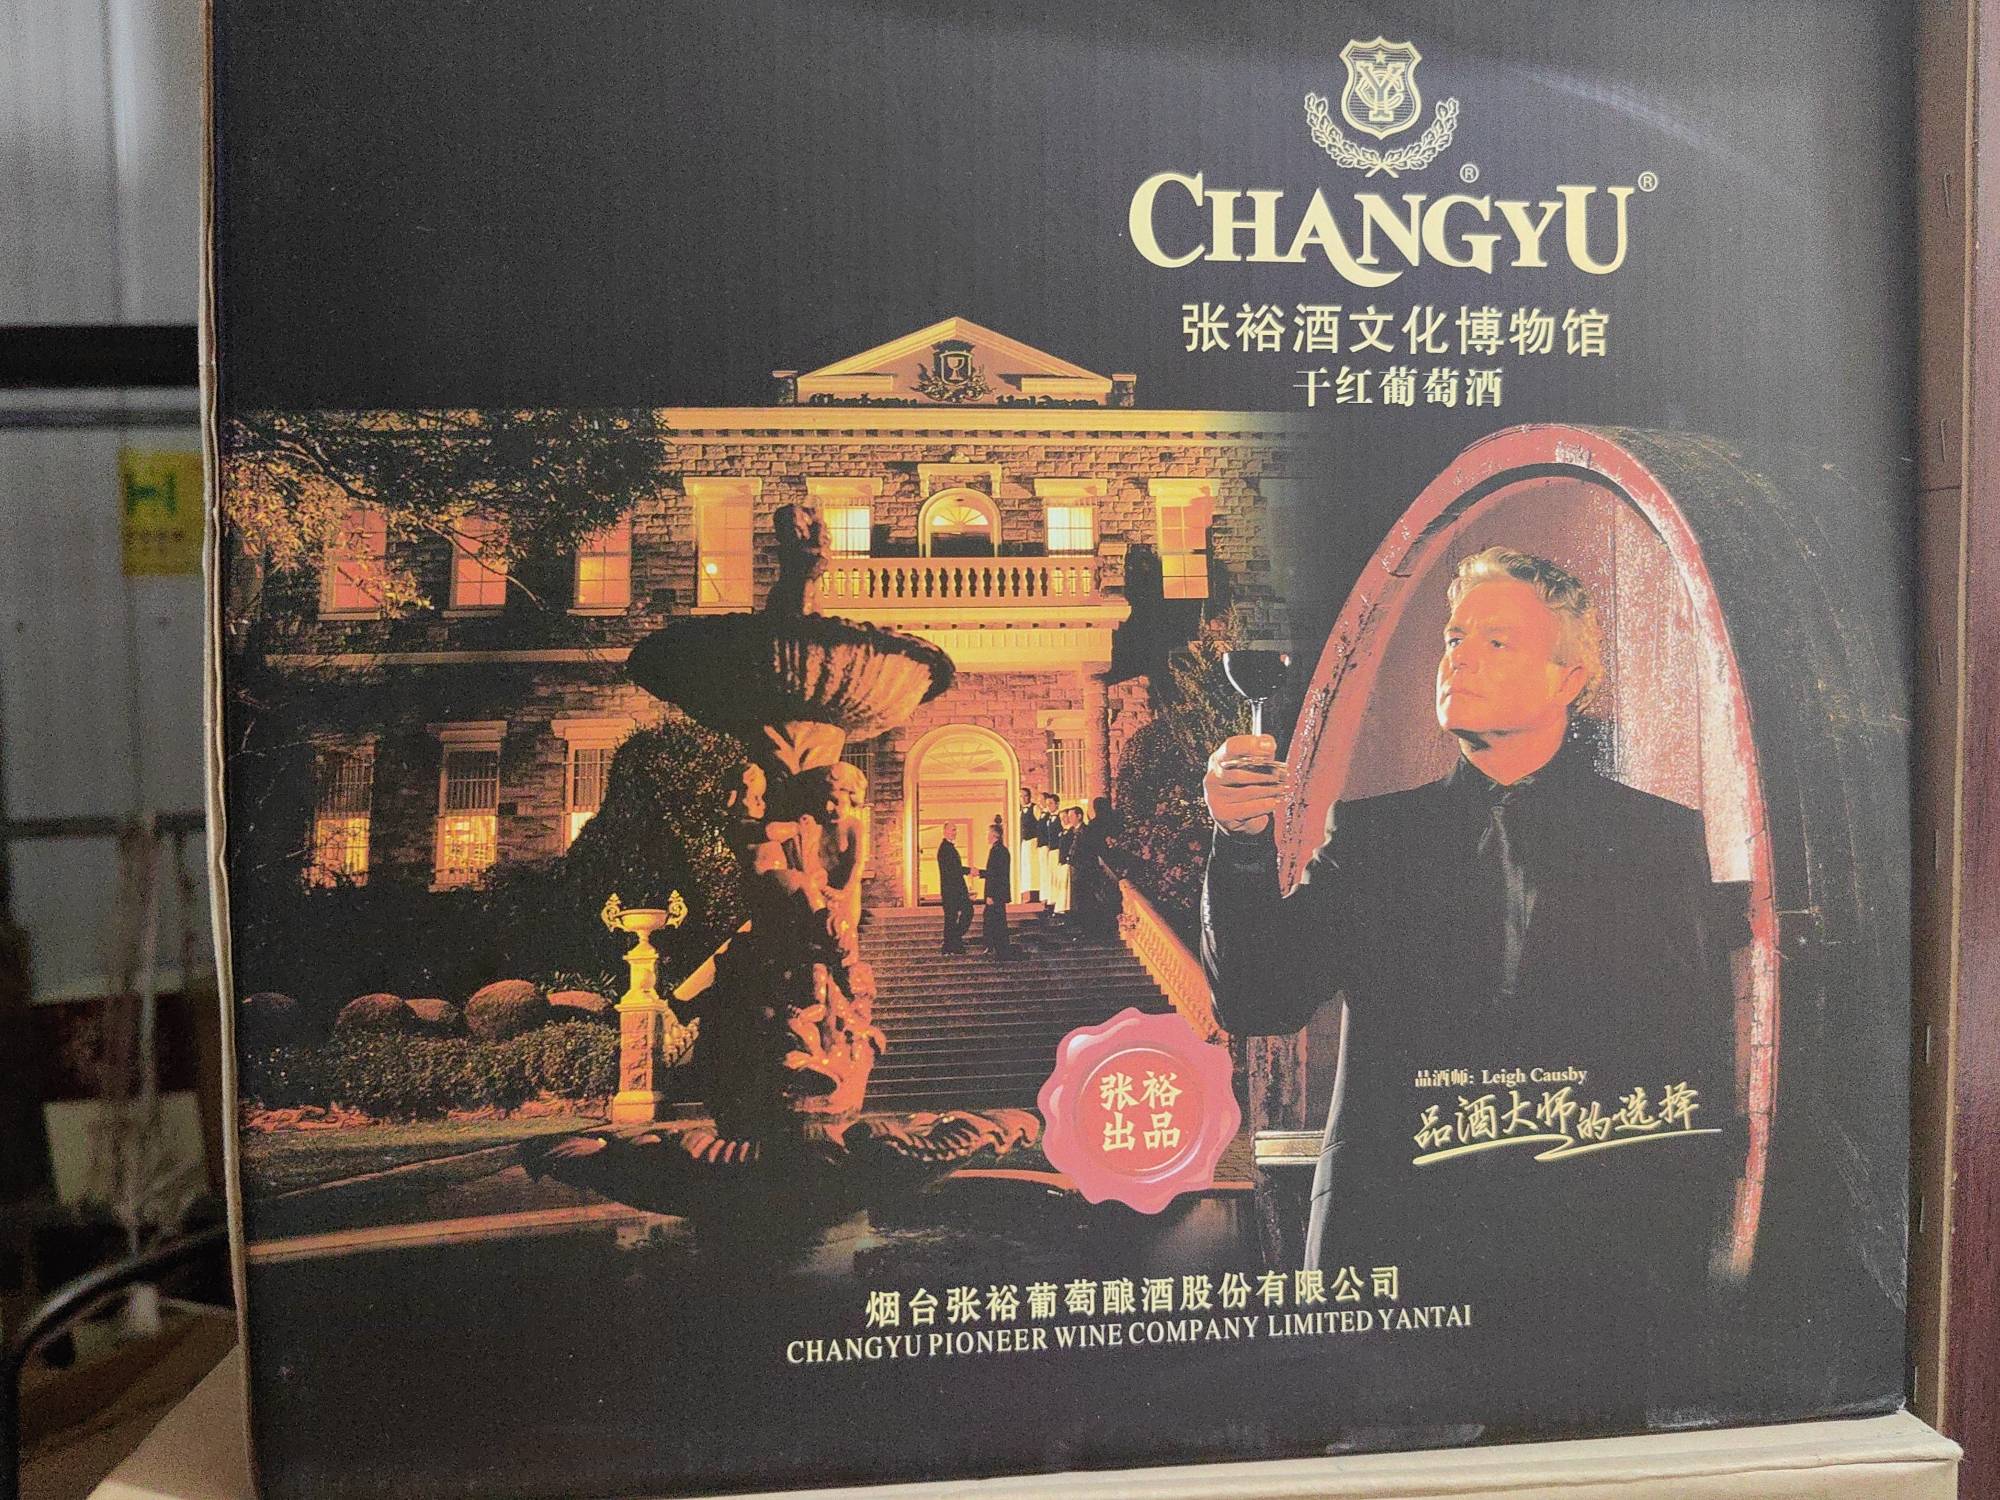 CHANGYU®
®
张裕酒文化博物馆
干红葡萄酒
张裕
出品
品酒师: Leigh Causby
品酒大师的选择
烟台张裕葡萄酿酒股份有限公司
CHANGYU PIONEER WINE COMPANY LIMITED YANTAI